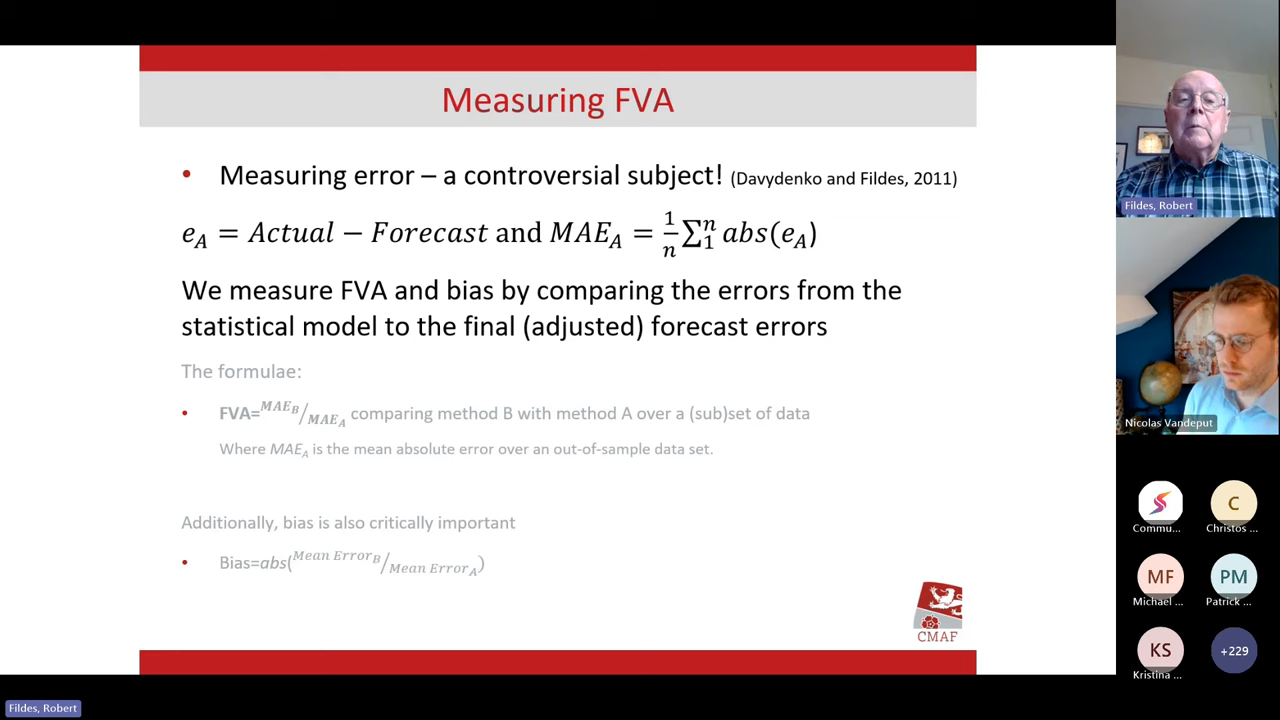 Measuring FVA
• Measuring error – a controversial subject! (Davydenko and Fildes, 2011)
e_A = Actual − Forecast and MAE_A = 1/n ∑_1^n abs(e_A)
We measure FVA and bias by comparing the errors from the
statistical model to the final (adjusted) forecast errors
The formulae:
• FVA=MAE_B/MAE_A comparing method B with method A over a (sub)set of data
Where MAE_A is the mean absolute error over an out-of-sample data set.
Additionally, bias is also critically important
• Bias=abs(Mean Error_B/Mean Error_A)
CMAF
Fildes, Robert
Nicolas Vandeput
C
Commu...
Christos ...
MF
PM
Michael ...
Patrick ...
KS
+229
Kristina ...
Fildes, Robert